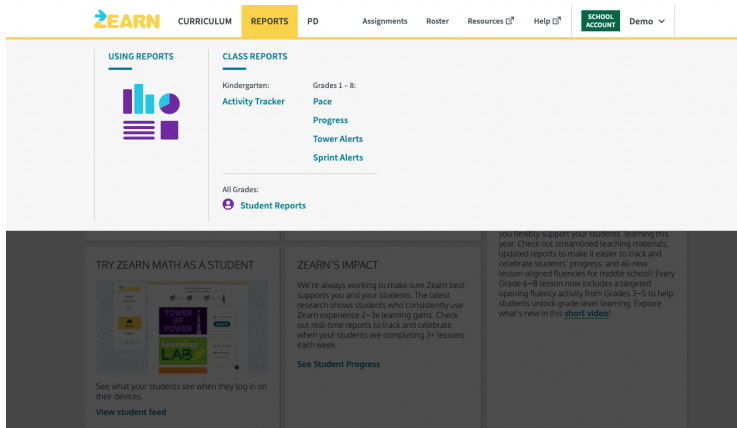 ZEARN CURRICULUM REPORTS PD Assignments Roster Resources Help SCHOOL ACCOUNT Demo
USING REPORTS
CLASS REPORTS
Kindergarten:
Activity Tracker
Grades 1 – 8:
Pace
Progress
Tower Alerts
Sprint Alerts
All Grades:
Student Reports
TRY ZEARN MATH AS A STUDENT
TOWER
OF
POWER
Learning
LAB
See what your students see when they log in on
their devices.
View student feed
ZEARN'S IMPACT
We're always working to make sure Zearn best
supports you and your students. The latest
research shows students who consistently use
Zearn experience 2–3x learning gains. Check
out real-time reports to track and celebrate
when your students are completing 3+ lessons
each week.
See Student Progress
you flexibly support your students' learning this
year. Check out streamlined teaching materials,
updated reports to make it easier to track and
celebrate students' progress, and all-new
lesson-aligned fluencies for middle school! Every
Grade 6–8 lesson now includes a targeted
opening fluency activity from Grades 3–5 to help
students unlock grade-level learning. Explore
what's new in this short video!